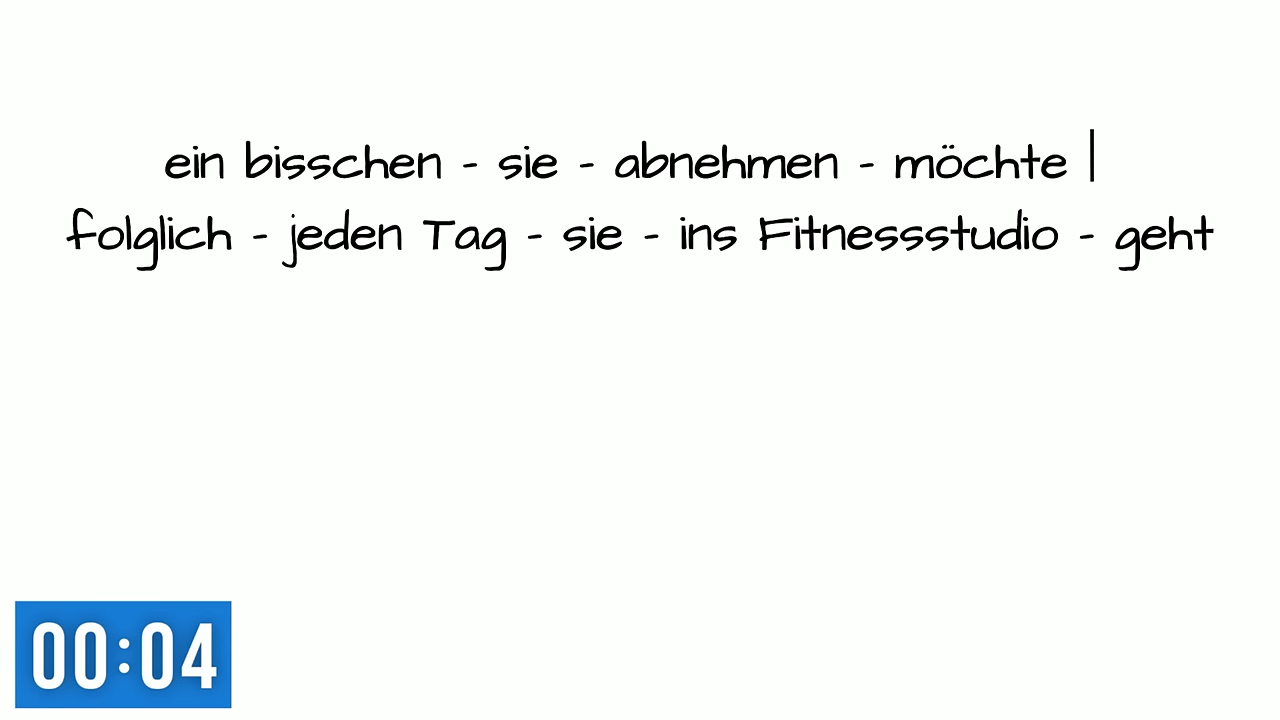 ein bisschen - sie - abnehmen - möchte |
folglich - jeden Tag - sie - ins Fitnessstudio - geht
00:04